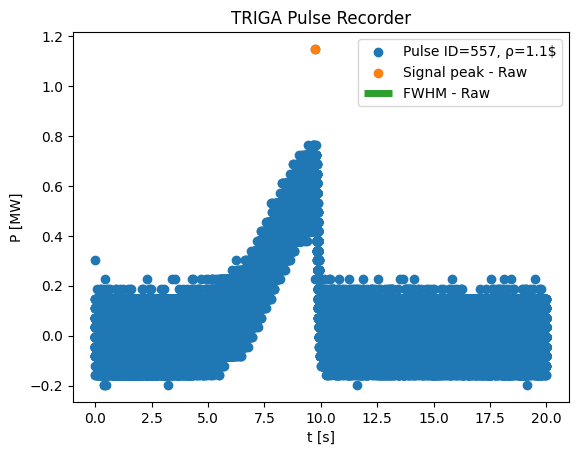 TRIGA Pulse Recorder
Pulse ID=557, ρ=1.1$
Signal peak - Raw
FWHM - Raw
P [MW]
1.2
1.0
0.8
0.6
0.4
0.2
0.0
−0.2
0.0 2.5 5.0 7.5 10.0 12.5 15.0 17.5 20.0
t [s]